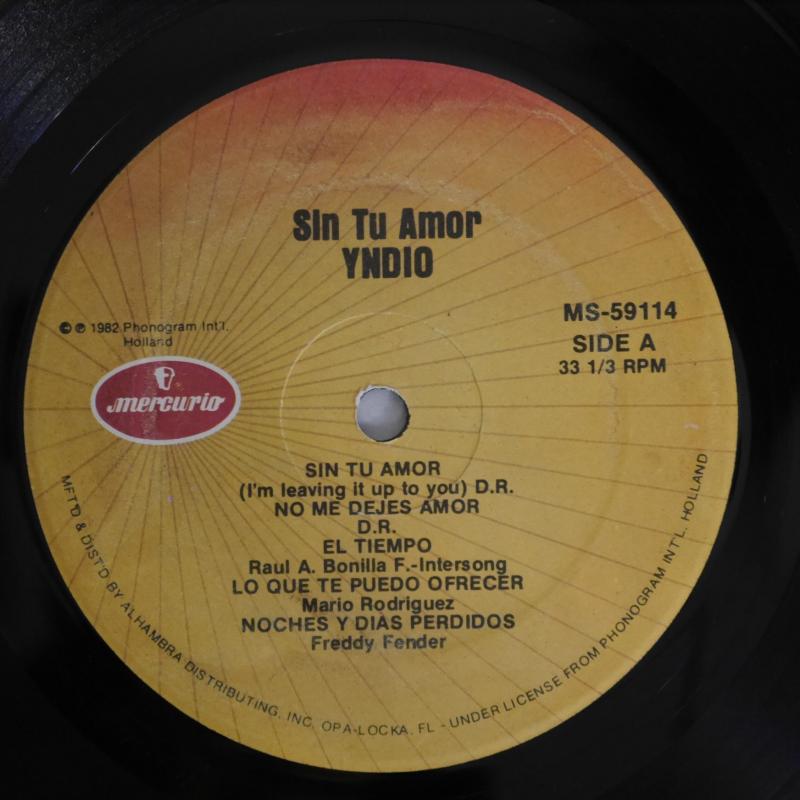 Sin Tu Amor
YNDIO
© ℗ 1982 Phonogram Int'l.
Holland
MS-59114
SIDE A
33 1/3 RPM
mercurio
SIN TU AMOR
(I'm leaving it up to you) D.R.
NO ME DEJES AMOR
D.R.
EL TIEMPO
Raul A. Bonilla F.-Intersong
LO QUE TE PUEDO OFRECER
Mario Rodriguez
NOCHES Y DIAS PERDIDOS
Freddy Fender
MFT'D & DIST'D BY ALHAMBRA DISTRIBUTING, INC. OPA-LOCKA, FL - UNDER LICENSE FROM PHONOGRAM INT'L. HOLLAND